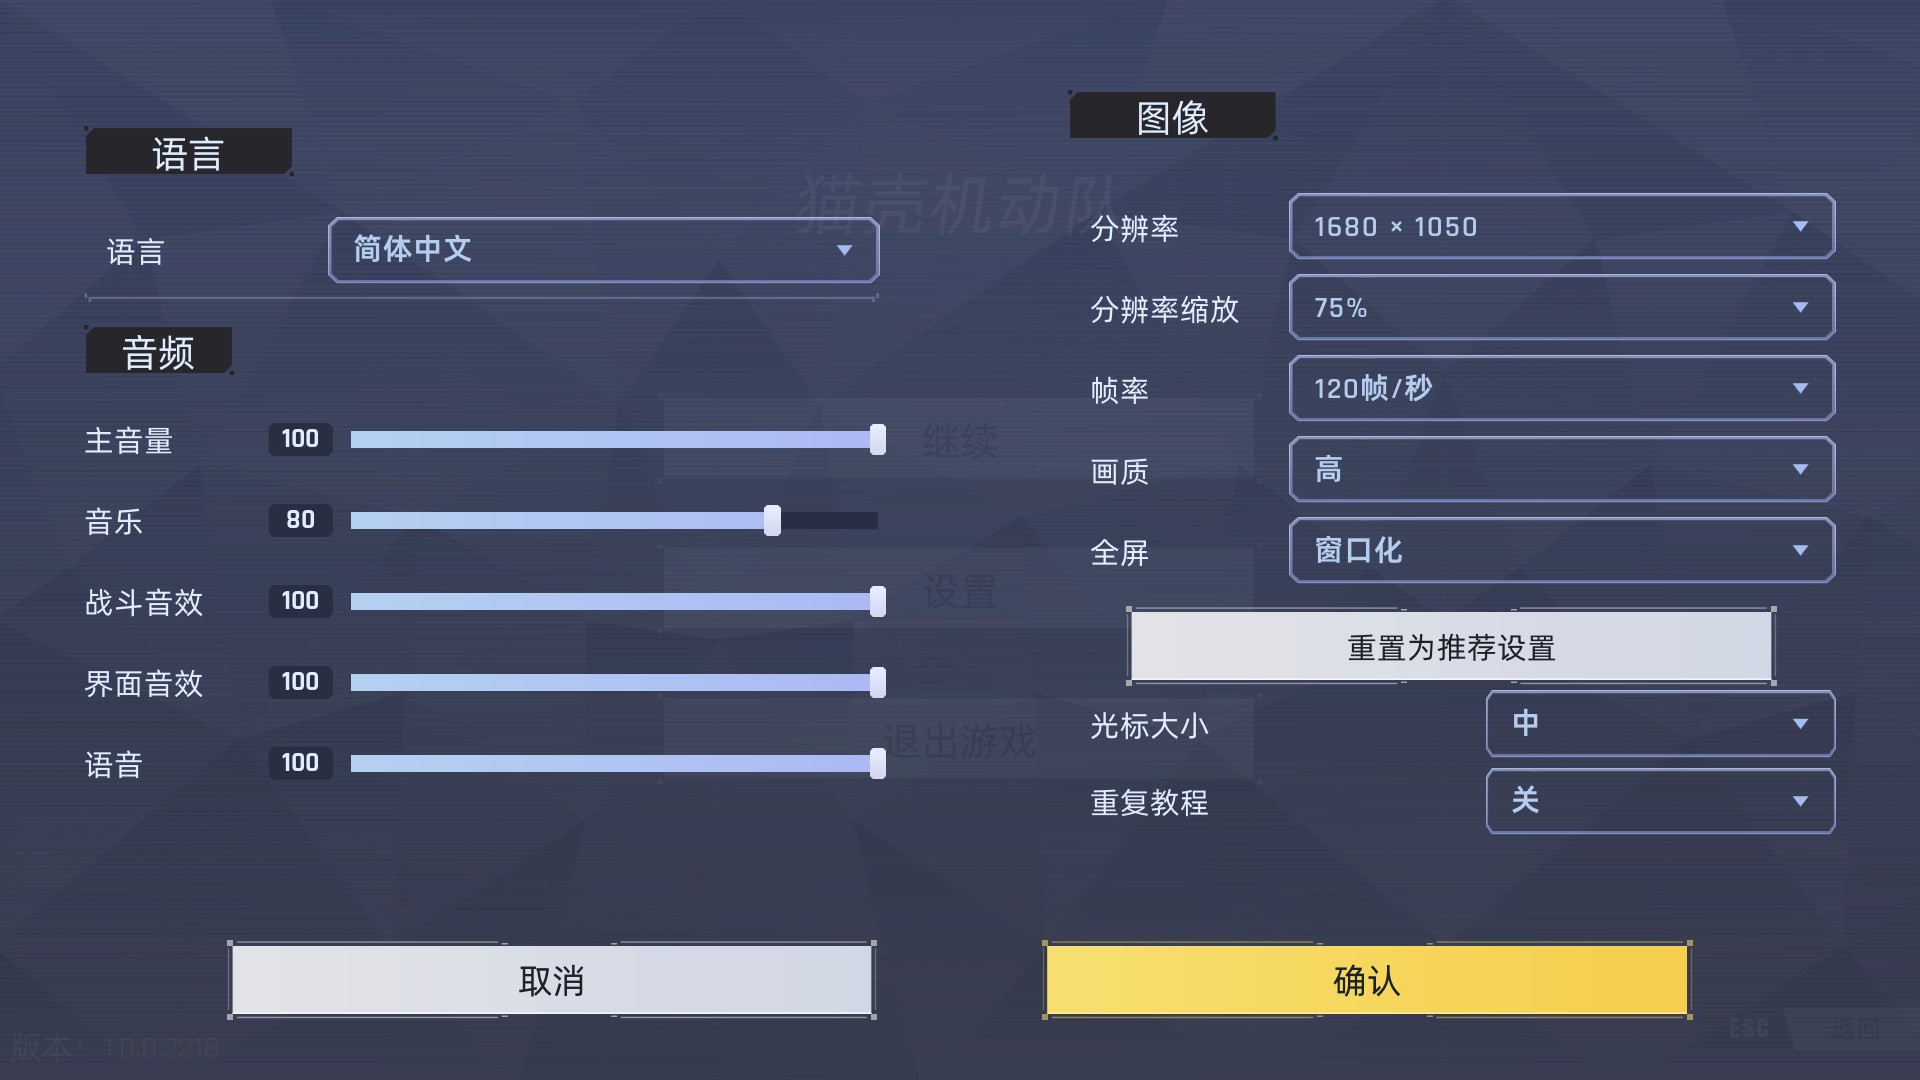 语言
语言 简体中文
音频
主音量 100
音乐 80
战斗音效 100
界面音效 100
语音 100
图像
分辨率 1680 × 1050
分辨率缩放 75%
帧率 120帧/秒
画质 高
全屏 窗口化
重置为推荐设置
光标大小 中
重复教程 关
猫壳机动队
继续
设置
退出游戏
取消
确认
版本：1.0.0.2218
ESC 返回